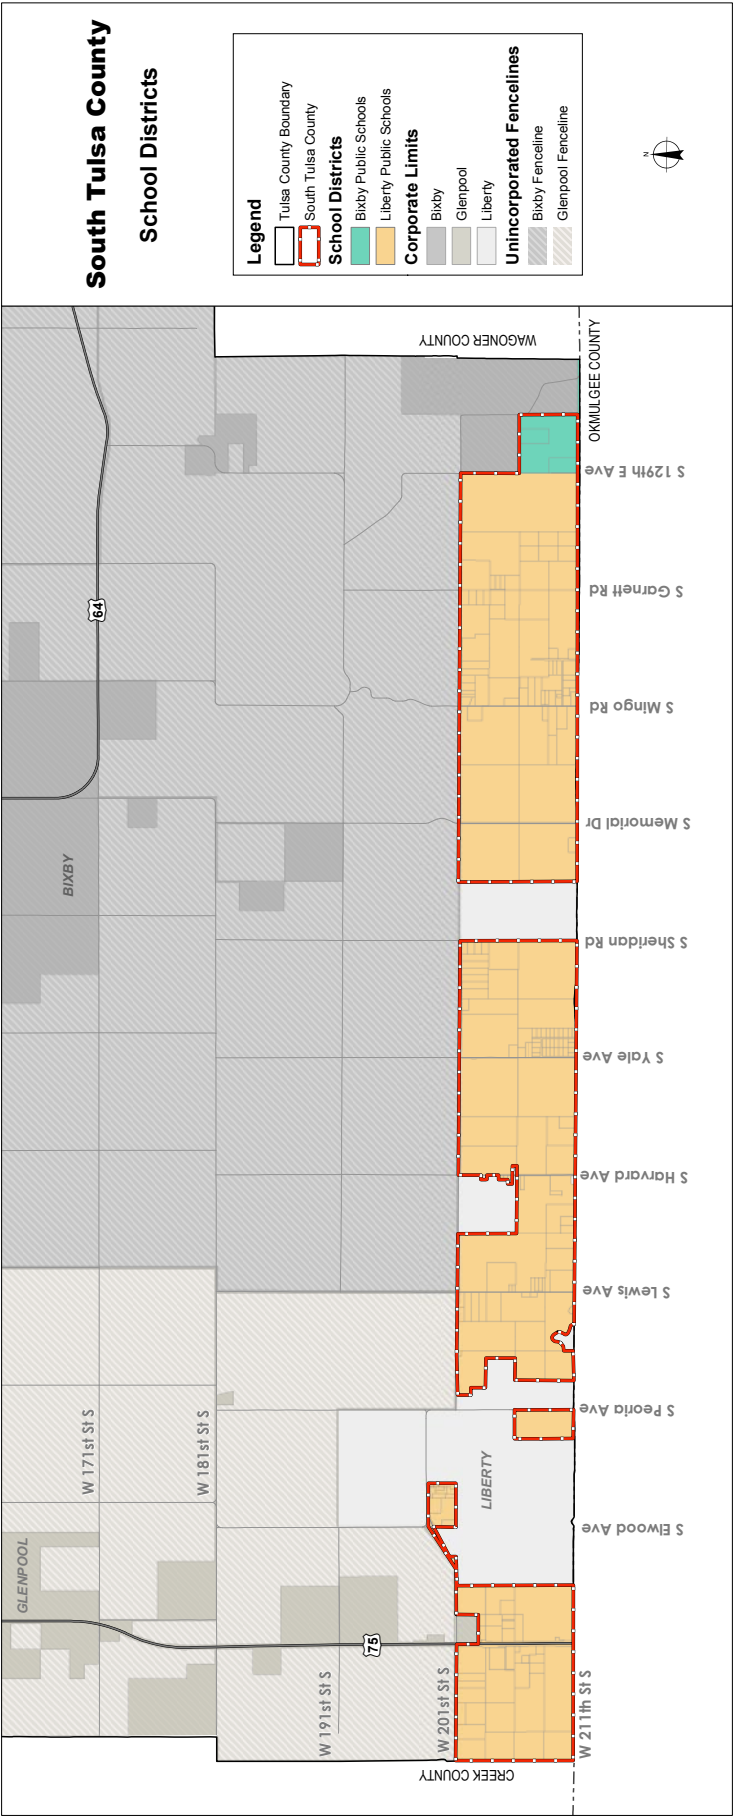 South Tulsa County
School Districts
Legend
Tulsa County Boundary
South Tulsa County
School Districts
Bixby Public Schools
Liberty Public Schools
Corporate Limits
Bixby
Glenpool
Liberty
Unincorporated Fencelines
Bixby Fenceline
Glenpool Fenceline
N
WAGONER COUNTY
OKMULGEE COUNTY
CREEK COUNTY
64
75
BIXBY
GLENPOOL
LIBERTY
W 171st St S
W 181st St S
W 191st St S
W 201st St S
W 211th St S
S 129th E Ave
S Garnett Rd
S Mingo Rd
S Memorial Dr
S Sheridan Rd
S Yale Ave
S Harvard Ave
S Lewis Ave
S Peoria Ave
S Elwood Ave